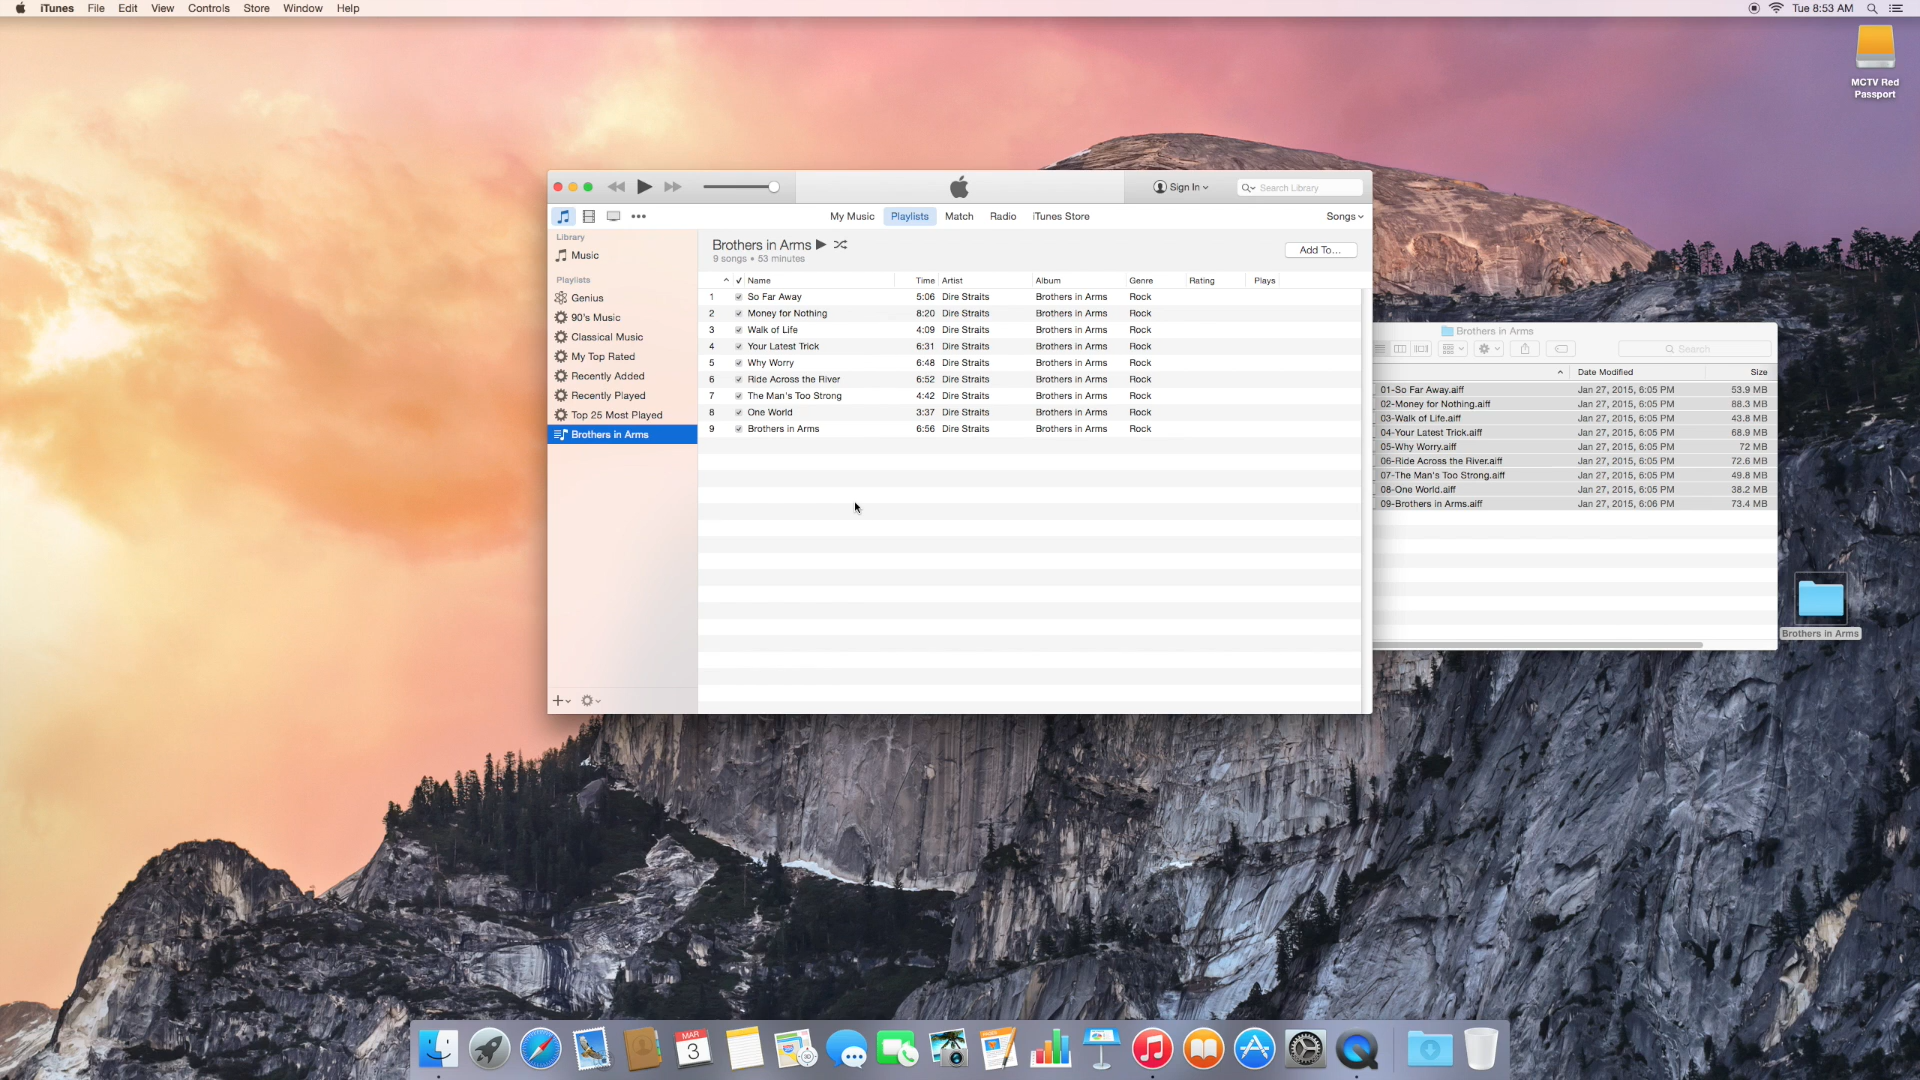 iTunes File Edit View Controls Store Window Help
Tue 8:53 AM
MCTV Red
Passport
Sign In
Search Library
My Music Playlists Match Radio iTunes Store
Songs
Library
Music
Playlists
Genius
90's Music
Classical Music
My Top Rated
Recently Added
Recently Played
Top 25 Most Played
Brothers in Arms
Brothers in Arms
9 songs • 53 minutes
Add To...
Name Time Artist Album Genre Rating Plays
1 So Far Away 5:06 Dire Straits Brothers in Arms Rock
2 Money for Nothing 8:20 Dire Straits Brothers in Arms Rock
3 Walk of Life 4:09 Dire Straits Brothers in Arms Rock
4 Your Latest Trick 6:31 Dire Straits Brothers in Arms Rock
5 Why Worry 6:48 Dire Straits Brothers in Arms Rock
6 Ride Across the River 6:52 Dire Straits Brothers in Arms Rock
7 The Man's Too Strong 4:42 Dire Straits Brothers in Arms Rock
8 One World 3:37 Dire Straits Brothers in Arms Rock
9 Brothers in Arms 6:56 Dire Straits Brothers in Arms Rock
Brothers in Arms
Search
Date Modified Size
01-So Far Away.aiff Jan 27, 2015, 6:05 PM 53.9 MB
02-Money for Nothing.aiff Jan 27, 2015, 6:05 PM 88.3 MB
03-Walk of Life.aiff Jan 27, 2015, 6:05 PM 43.8 MB
04-Your Latest Trick.aiff Jan 27, 2015, 6:05 PM 68.9 MB
05-Why Worry.aiff Jan 27, 2015, 6:05 PM 72 MB
06-Ride Across the River.aiff Jan 27, 2015, 6:05 PM 72.6 MB
07-The Man's Too Strong.aiff Jan 27, 2015, 6:05 PM 49.8 MB
08-One World.aiff Jan 27, 2015, 6:05 PM 38.2 MB
09-Brothers in Arms.aiff Jan 27, 2015, 6:06 PM 73.4 MB
Brothers in Arms
MAR
3